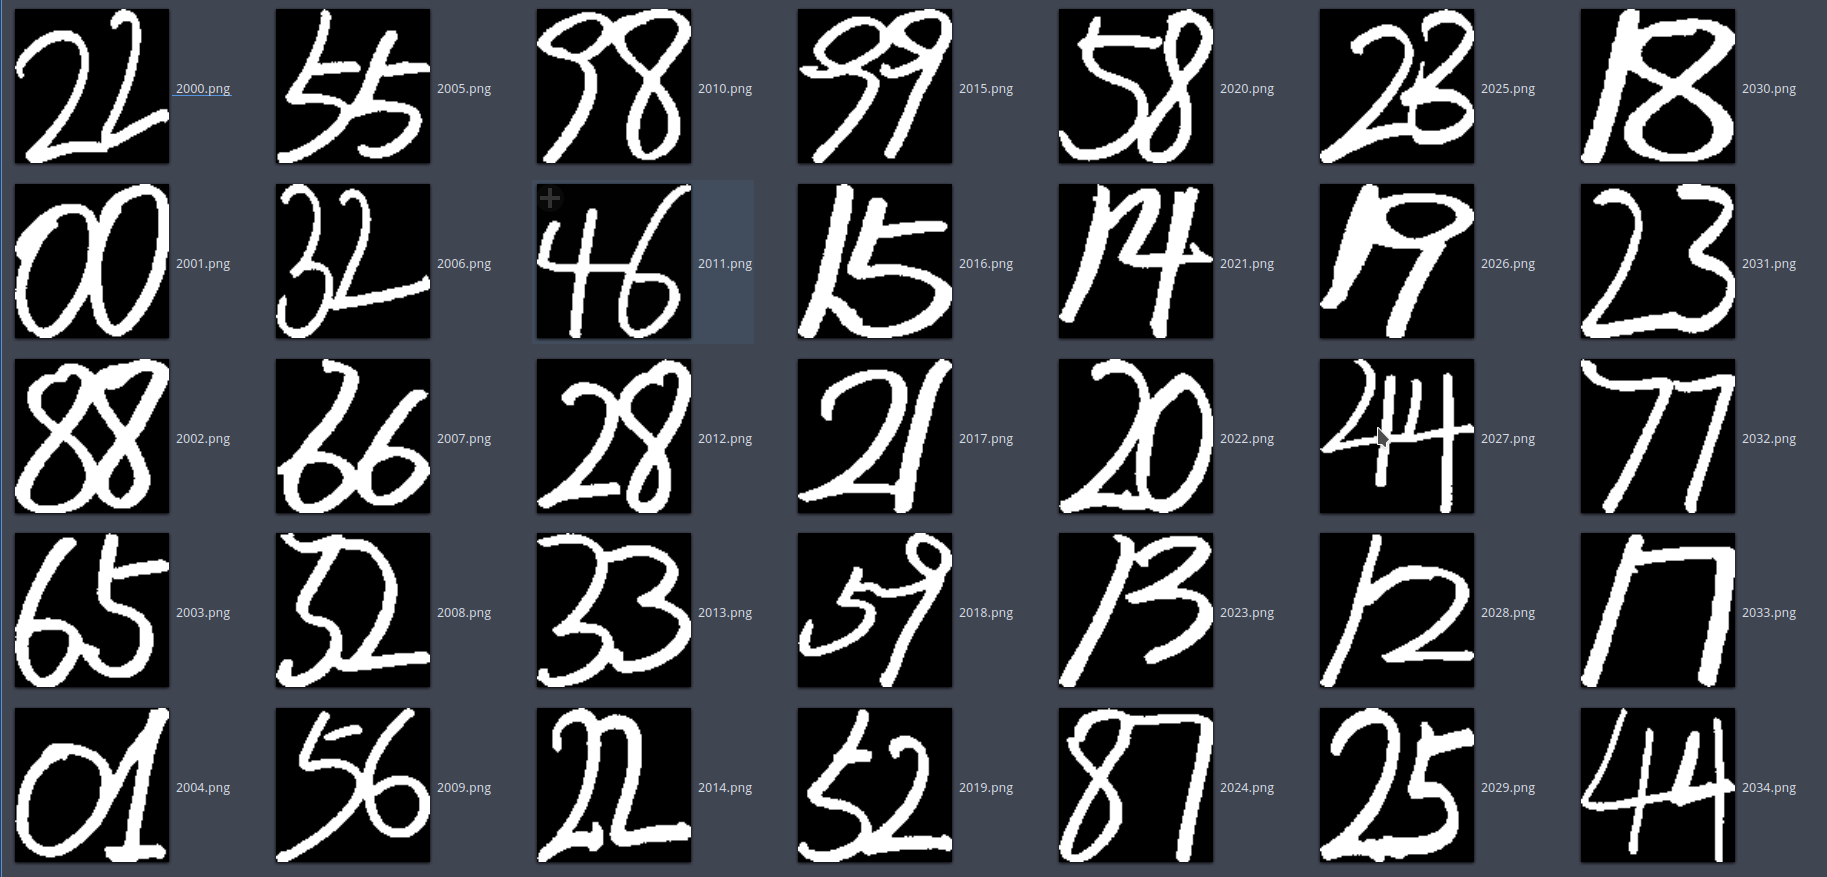 22 2000.png 55 2005.png 98 2010.png 99 2015.png 58 2020.png 23 2025.png 18 2030.png
00 2001.png 32 2006.png 46 2011.png 15 2016.png 14 2021.png 19 2026.png 23 2031.png
88 2002.png 66 2007.png 28 2012.png 21 2017.png 20 2022.png 44 2027.png 77 2032.png
65 2003.png 52 2008.png 33 2013.png 59 2018.png 13 2023.png 12 2028.png 17 2033.png
01 2004.png 56 2009.png 22 2014.png 52 2019.png 87 2024.png 25 2029.png 44 2034.png